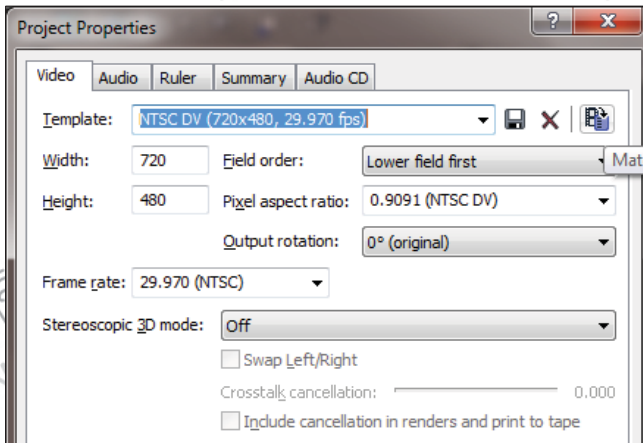 Project Properties
Video Audio Ruler Summary Audio CD
Template: NTSC DV (720x480, 29.970 fps)
Width: 720 Field order: Lower field first
Mat
Height: 480 Pixel aspect ratio: 0.9091 (NTSC DV)
Output rotation: 0° (original)
Frame rate: 29.970 (NTSC)
Stereoscopic 3D mode: Off
Swap Left/Right
Crosstalk cancellation: 0.000
Include cancellation in renders and print to tape